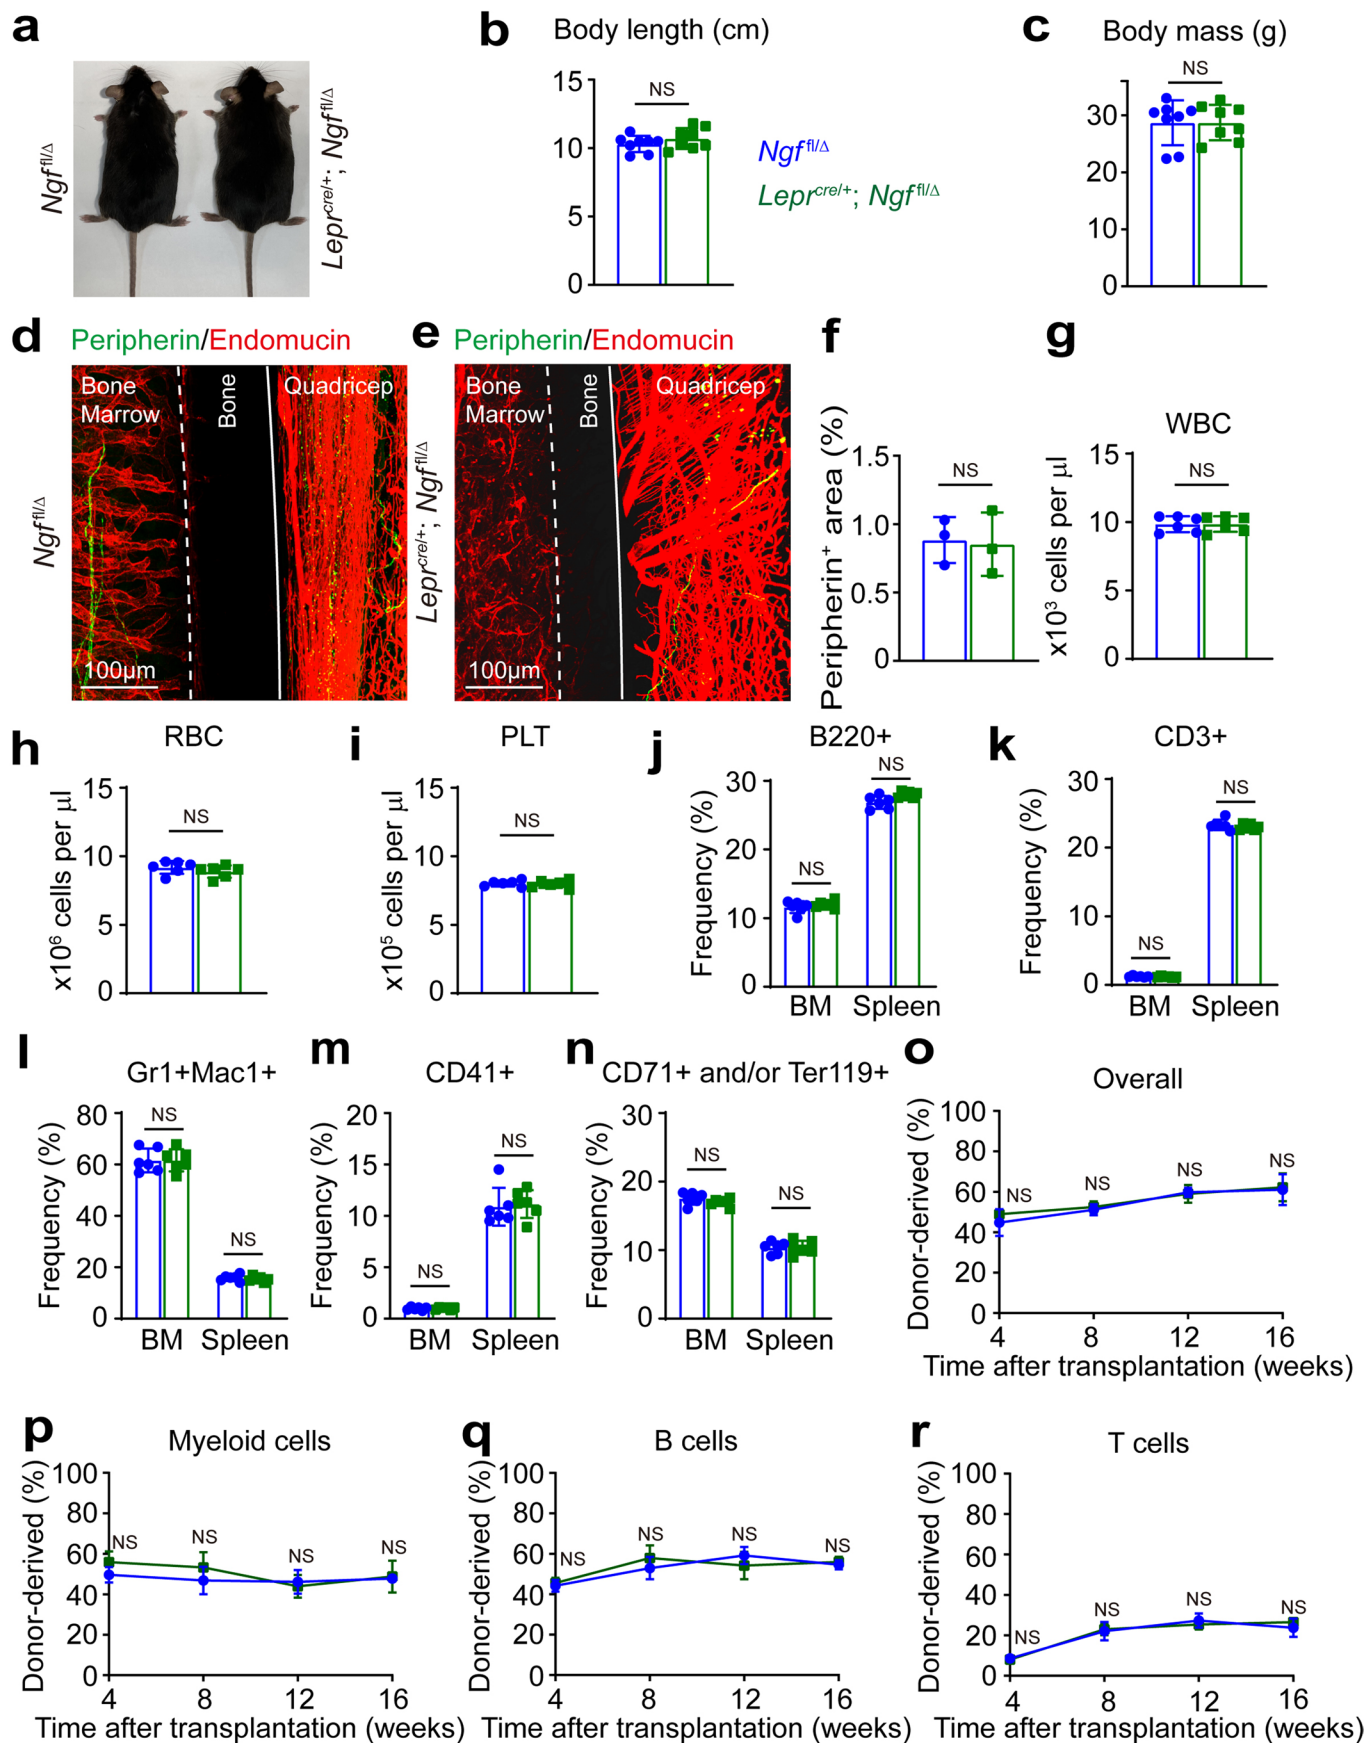 a
Ngf fl/Δ
Lepr cre/+; Ngf fl/Δ
b
Body length (cm)
15
10
5
0
NS
Ngf fl/Δ
Lepr cre/+; Ngf fl/Δ
c
Body mass (g)
30
20
10
0
NS
d
Peripherin/Endomucin
Ngf fl/Δ
Bone
Marrow
Bone
Quadricep
100μm
e
Peripherin/Endomucin
Lepr cre/+; Ngf fl/Δ
Bone
Marrow
Bone
Quadricep
100μm
f
Peripherin⁺ area (%)
1.5
1.0
0.5
0
NS
g
WBC
x10³ cells per μl
15
10
5
0
NS
h
RBC
x10⁶ cells per μl
15
10
5
0
NS
i
PLT
x10⁵ cells per μl
15
10
5
0
NS
j
B220+
Frequency (%)
30
20
10
0
NS
NS
BM Spleen
k
CD3+
Frequency (%)
30
20
10
0
NS
NS
BM Spleen
l
Gr1+Mac1+
Frequency (%)
80
60
40
20
0
NS
NS
BM Spleen
m
CD41+
Frequency (%)
20
15
10
5
0
NS
NS
BM Spleen
n
CD71+ and/or Ter119+
Frequency (%)
30
20
10
0
NS
NS
BM Spleen
o
Overall
Donor-derived (%)
100
80
60
40
20
0
NS NS NS NS
4 8 12 16
Time after transplantation (weeks)
p
Myeloid cells
Donor-derived (%)
100
80
60
40
20
0
NS NS NS NS
4 8 12 16
Time after transplantation (weeks)
q
B cells
Donor-derived (%)
100
80
60
40
20
0
NS NS NS NS
4 8 12 16
Time after transplantation (weeks)
r
T cells
Donor-derived (%)
100
80
60
40
20
0
NS NS NS NS
4 8 12 16
Time after transplantation (weeks)